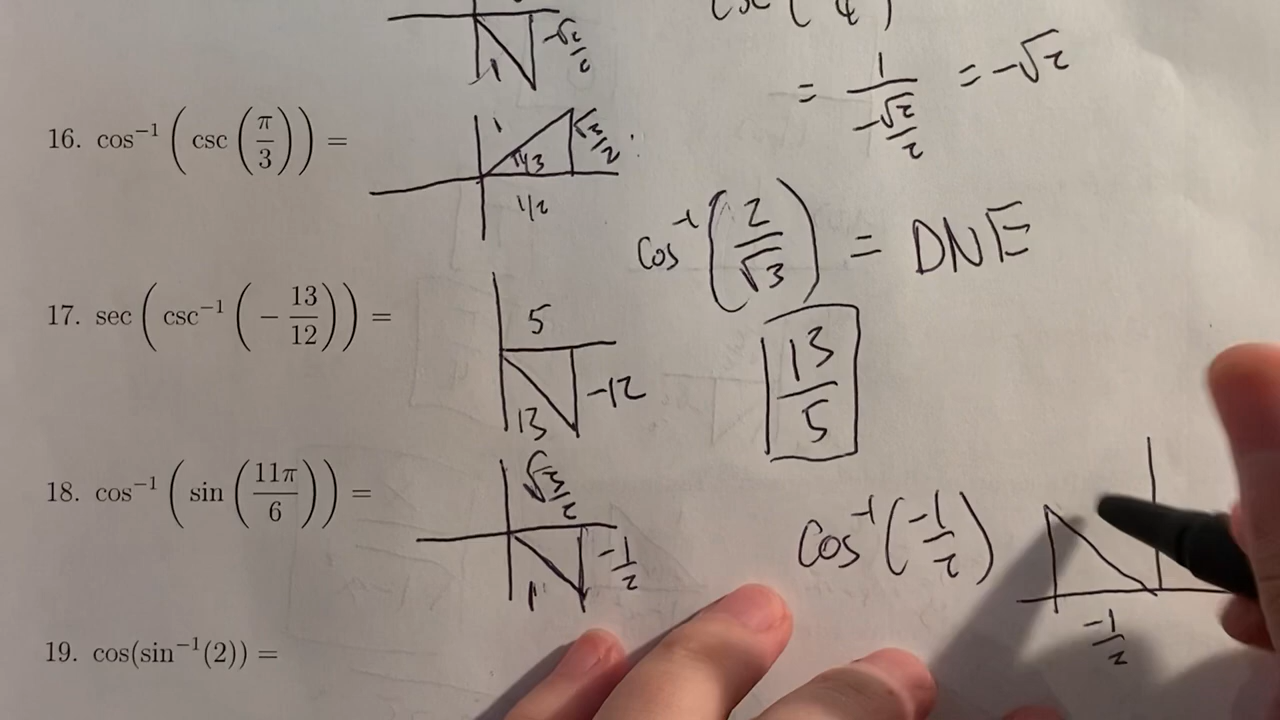 csc(
-√2/2
1
= 1/(-√2/2) = -√2
16. cos⁻¹(csc(π/3)) =
1
π/3
√3/2
1/2
cos⁻¹(2/√3) = DNE
17. sec(csc⁻¹(-13/12)) =
5
-12
13
13/5
18. cos⁻¹(sin(11π/6)) =
√3/2
-1/2
1
cos⁻¹(-1/2)
-1/2
19. cos(sin⁻¹(2)) =